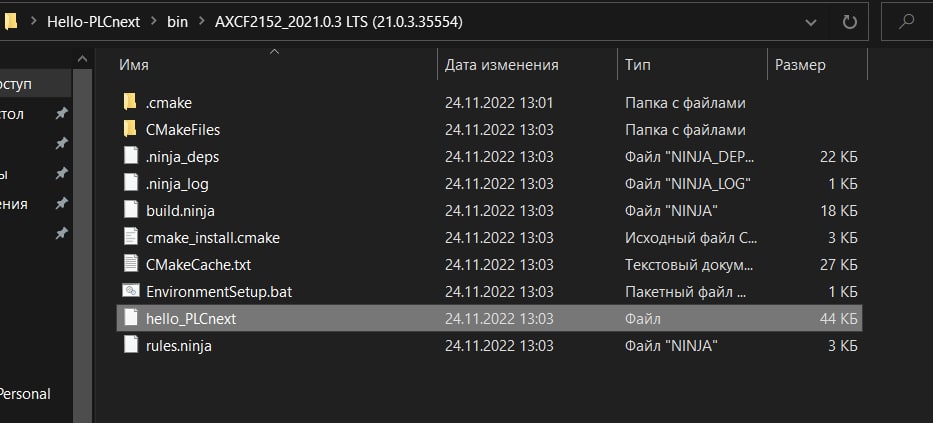 Hello-PLCnext > bin > AXCF2152_2021.0.3 LTS (21.0.3.35554)
Имя Дата изменения Тип Размер
оступ
.cmake 24.11.2022 13:01 Папка с файлами
стол
CMakeFiles 24.11.2022 13:03 Папка с файлами
.ninja_deps 24.11.2022 13:03 Файл "NINJA_DEP... 22 КБ
ы
.ninja_log 24.11.2022 13:03 Файл "NINJA_LOG" 1 КБ
ения
build.ninja 24.11.2022 13:03 Файл "NINJA" 18 КБ
cmake_install.cmake 24.11.2022 13:03 Исходный файл C... 3 КБ
CMakeCache.txt 24.11.2022 13:03 Текстовый докум... 27 КБ
EnvironmentSetup.bat 24.11.2022 13:03 Пакетный файл ... 1 КБ
hello_PLCnext 24.11.2022 13:03 Файл 44 КБ
rules.ninja 24.11.2022 13:03 Файл "NINJA" 3 КБ
Personal